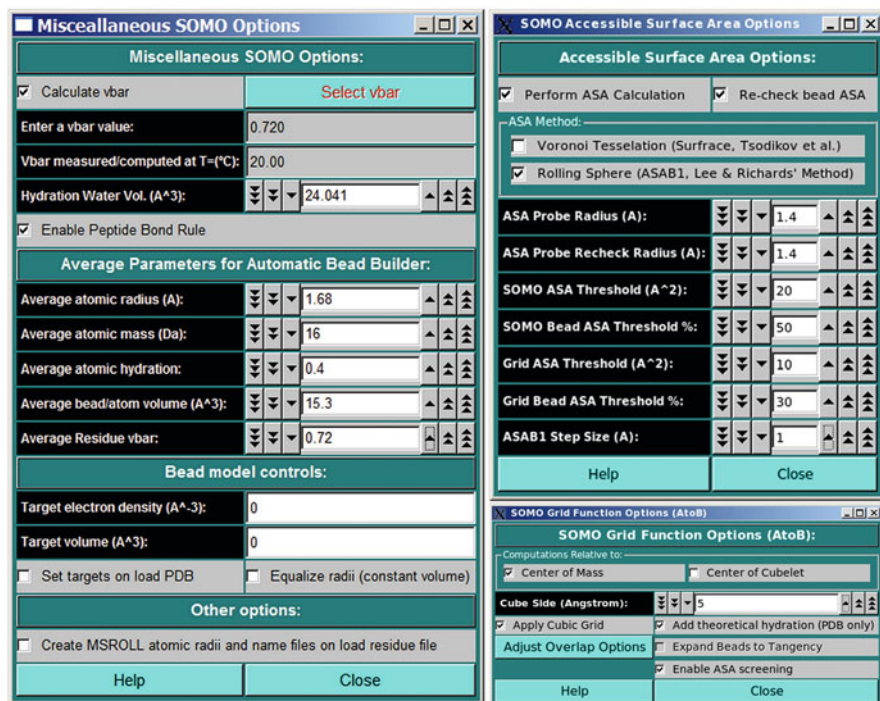 Misceallaneous SOMO Options
Miscellaneous SOMO Options:
Calculate vbar
Select vbar
Enter a vbar value:
0.720
Vbar measured/computed at T=(°C):
20.00
Hydration Water Vol. (A^3):
24.041
Enable Peptide Bond Rule
Average Parameters for Automatic Bead Builder:
Average atomic radius (A):
1.68
Average atomic mass (Da):
16
Average atomic hydration:
0.4
Average bead/atom volume (A^3):
15.3
Average Residue vbar:
0.72
Bead model controls:
Target electron density (A^-3):
0
Target volume (A^3):
0
Set targets on load PDB
Equalize radii (constant volume)
Other options:
Create MSROLL atomic radii and name files on load residue file
Help
Close
SOMO Accessible Surface Area Options
Accessible Surface Area Options:
Perform ASA Calculation
Re-check bead ASA
ASA Method:
Voronoi Tesselation (Surfrace, Tsodikov et al.)
Rolling Sphere (ASAB1, Lee & Richards' Method)
ASA Probe Radius (A):
1.4
ASA Probe Recheck Radius (A):
1.4
SOMO ASA Threshold (A^2):
20
SOMO Bead ASA Threshold %:
50
Grid ASA Threshold (A^2):
10
Grid Bead ASA Threshold %:
30
ASAB1 Step Size (A):
1
Help
Close
SOMO Grid Function Options (AtoB)
SOMO Grid Function Options (AtoB):
Computations Relative to:
Center of Mass
Center of Cubelet
Cube Side (Angstrom):
5
Apply Cubic Grid
Add theoretical hydration (PDB only)
Adjust Overlap Options
Expand Beads to Tangency
Enable ASA screening
Help
Close